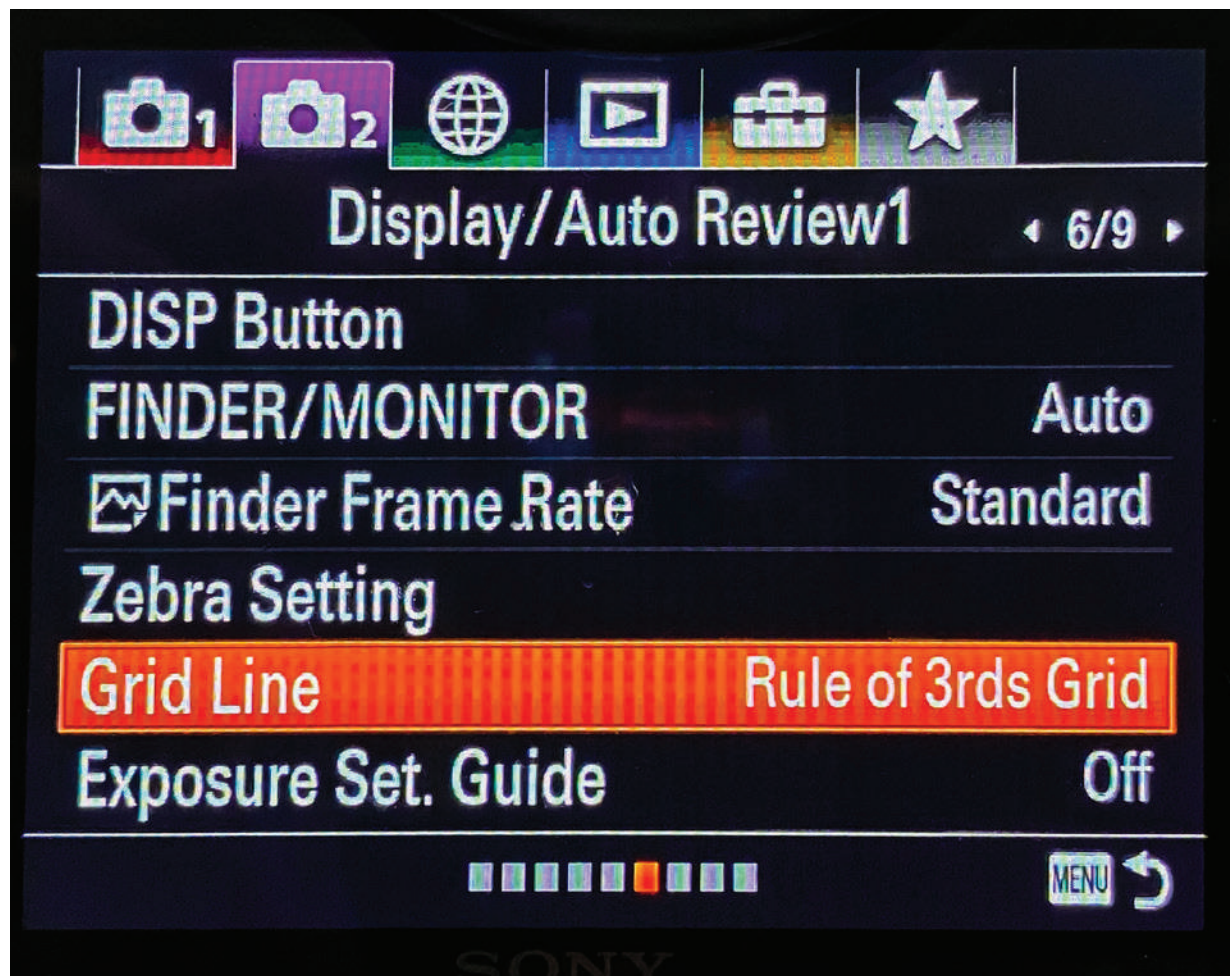 1 2
Display/Auto Review1 6/9
DISP Button
FINDER/MONITOR Auto
Finder Frame Rate Standard
Zebra Setting
Grid Line Rule of 3rds Grid
Exposure Set. Guide Off
MENU
SONY